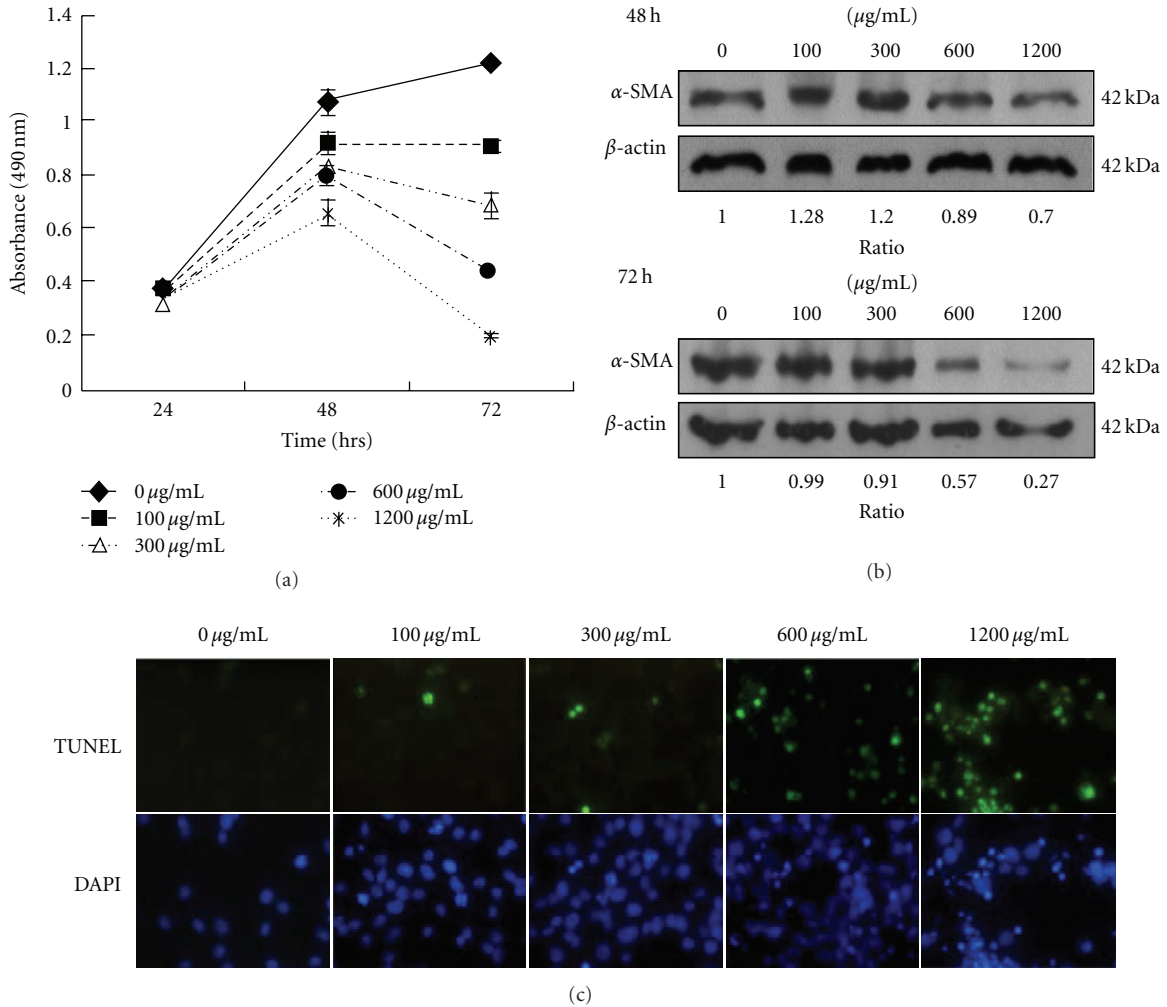 1.4
1.2
1
0.8
0.6
0.4
0.2
0
Absorbance (490 nm)
24 48 72
Time (hrs)
0 μg/mL
100 μg/mL
300 μg/mL
600 μg/mL
1200 μg/mL
(a)
48 h (μg/mL)
0 100 300 600 1200
α-SMA 42 kDa
β-actin 42 kDa
1 1.28 1.2 0.89 0.7
Ratio
72 h (μg/mL)
0 100 300 600 1200
α-SMA 42 kDa
β-actin 42 kDa
1 0.99 0.91 0.57 0.27
Ratio
(b)
0 μg/mL 100 μg/mL 300 μg/mL 600 μg/mL 1200 μg/mL
TUNEL
DAPI
(c)